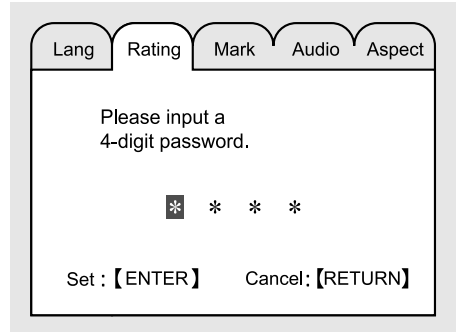 Lang Rating Mark Audio Aspect
Please input a
4-digit password.
* * * *
Set :【ENTER】 Cancel:【RETURN】